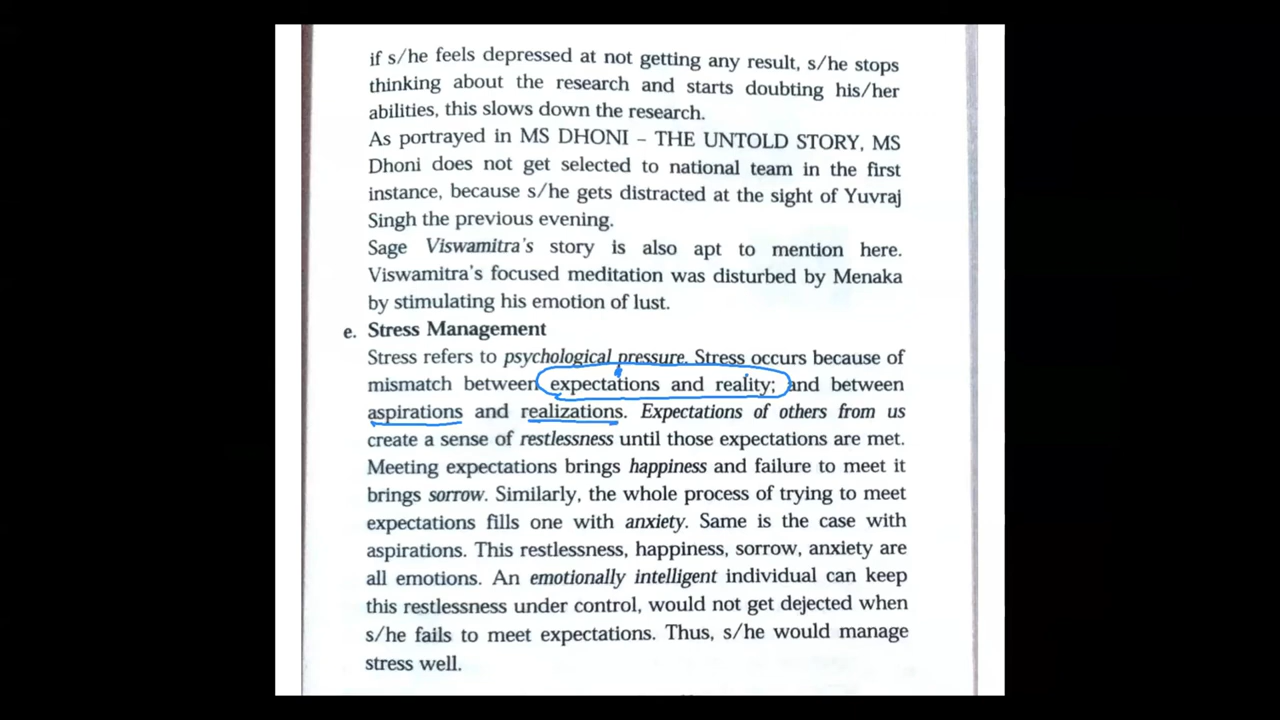 if s/he feels depressed at not getting any result, s/he stops
thinking about the research and starts doubting his/her
abilities, this slows down the research.
As portrayed in MS DHONI – THE UNTOLD STORY, MS
Dhoni does not get selected to national team in the first
instance, because s/he gets distracted at the sight of Yuvraj
Singh the previous evening.
Sage Viswamitra's story is also apt to mention here.
Viswamitra's focused meditation was disturbed by Menaka
by stimulating his emotion of lust.
e. Stress Management
Stress refers to psychological pressure. Stress occurs because of
mismatch between expectations and reality; and between
aspirations and realizations. Expectations of others from us
create a sense of restlessness until those expectations are met.
Meeting expectations brings happiness and failure to meet it
brings sorrow. Similarly, the whole process of trying to meet
expectations fills one with anxiety. Same is the case with
aspirations. This restlessness, happiness, sorrow, anxiety are
all emotions. An emotionally intelligent individual can keep
this restlessness under control, would not get dejected when
s/he fails to meet expectations. Thus, s/he would manage
stress well.